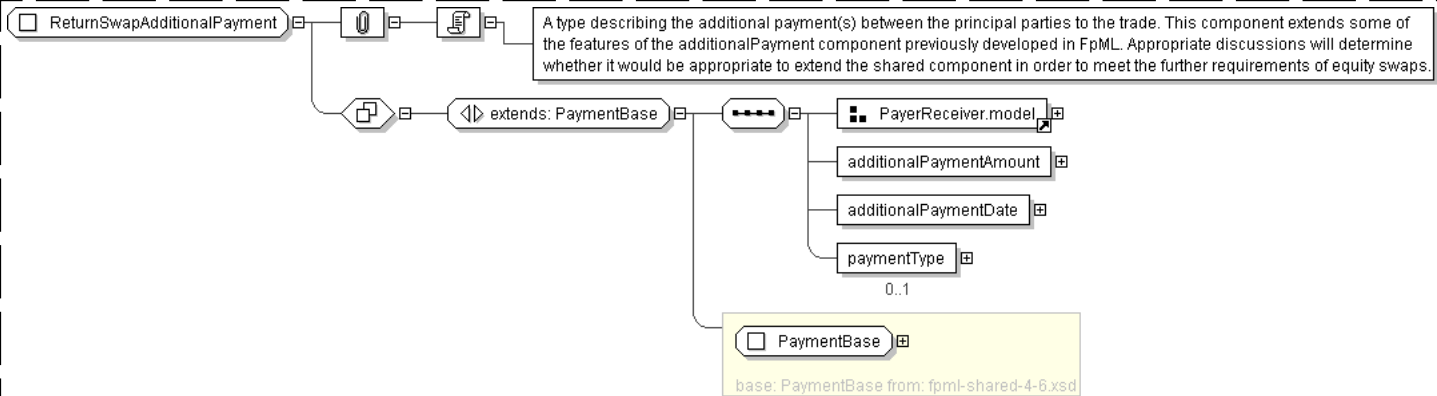 ReturnSwapAdditionalPayment
A type describing the additional payment(s) between the principal parties to the trade. This component extends some of
the features of the additionalPayment component previously developed in FpML. Appropriate discussions will determine
whether it would be appropriate to extend the shared component in order to meet the further requirements of equity swaps.
extends: PaymentBase
PayerReceiver.model
additionalPaymentAmount
additionalPaymentDate
paymentType
0..1
PaymentBase
base: PaymentBase from: fpml-shared-4-6.xsd